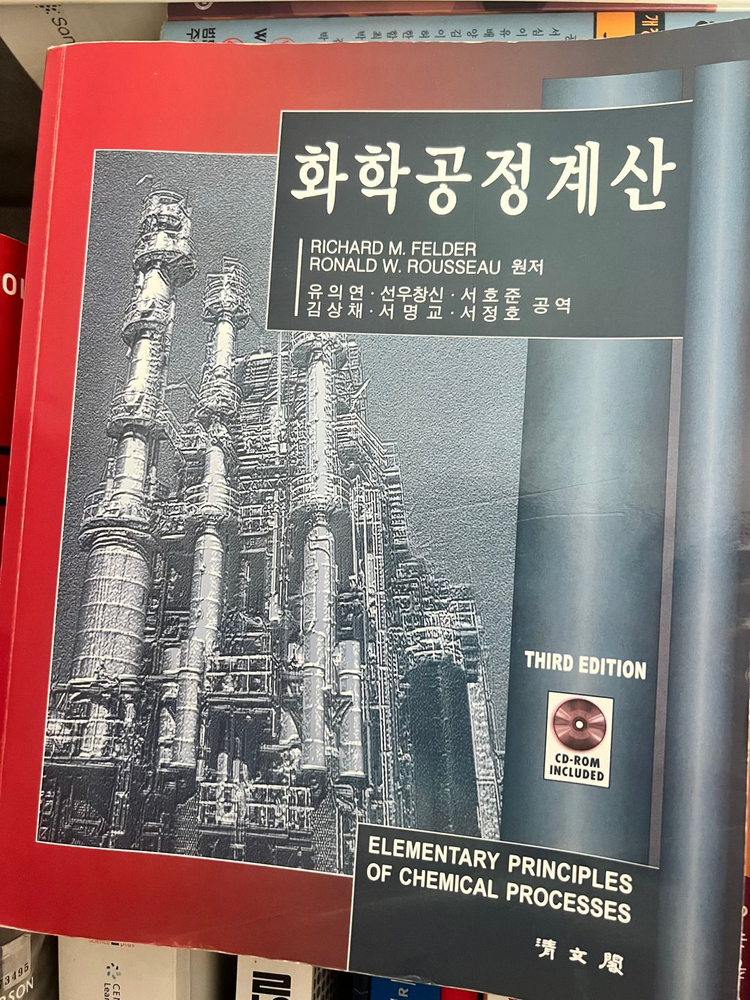 화학공정계산
RICHARD M. FELDER
RONALD W. ROUSSEAU 원저
유의연 · 선우창신 · 서호준
김상채 · 서명교 · 서정호 공역
THIRD EDITION
CD-ROM
INCLUDED
ELEMENTARY PRINCIPLES
OF CHEMICAL PROCESSES
淸文閣